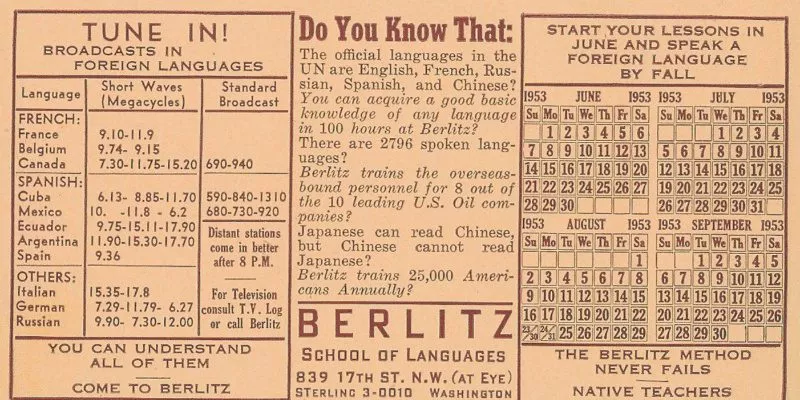 TUNE IN!
BROADCASTS IN
FOREIGN LANGUAGES
Language Short Waves (Megacycles) Standard Broadcast
FRENCH:
France 9.10-11.9
Belgium 9.74- 9.15
Canada 7.30-11.75-15.20 690-940
SPANISH:
Cuba 6.13- 8.85-11.70 590-840-1310
Mexico 10. -11.8 - 6.2 680-730-920
Ecuador 9.75-15.11-17.90
Argentina 11.90-15.30-17.70
Spain 9.36
Distant stations
come in better
after 8 P.M.
OTHERS:
Italian 15.35-17.8
German 7.29-11.79- 6.27
Russian 9.90- 7.30-12.00
For Television
consult T.V. Log
or call Berlitz
YOU CAN UNDERSTAND
ALL OF THEM
COME TO BERLITZ
Do You Know That:
The official languages in the
UN are English, French, Rus-
sian, Spanish, and Chinese?
You can acquire a good basic
knowledge of any language
in 100 hours at Berlitz?
There are 2796 spoken lang-
uages?
Berlitz trains the overseas-
bound personnel for 8 out of
the 10 leading U.S. Oil com-
panies?
Japanese can read Chinese,
but Chinese cannot read
Japanese?
Berlitz trains 25,000 Ameri-
cans Annually?
BERLITZ
SCHOOL OF LANGUAGES
839 17TH ST. N.W. (AT EYE)
STERLING 3-0010 WASHINGTON
START YOUR LESSONS IN
JUNE AND SPEAK A
FOREIGN LANGUAGE
BY FALL
1953 JUNE 1953
Su Mo Tu We Th Fr Sa
1 2 3 4 5 6
7 8 9 10 11 12 13
14 15 16 17 18 19 20
21 22 23 24 25 26 27
28 29 30
JULY 1953
Su Mo Tu We Th Fr Sa
1 2 3 4
5 6 7 8 9 10 11
12 13 14 15 16 17 18
19 20 21 22 23 24 25
26 27 28 29 30 31
1953 AUGUST 1953
Su Mo Tu We Th Fr Sa
1
2 3 4 5 6 7 8
9 10 11 12 13 14 15
16 17 18 19 20 21 22
23/30 24/31 25 26 27 28 29
SEPTEMBER 1953
Su Mo Tu We Th Fr Sa
1 2 3 4 5
6 7 8 9 10 11 12
13 14 15 16 17 18 19
20 21 22 23 24 25 26
27 28 29 30
THE BERLITZ METHOD
NEVER FAILS
NATIVE TEACHERS